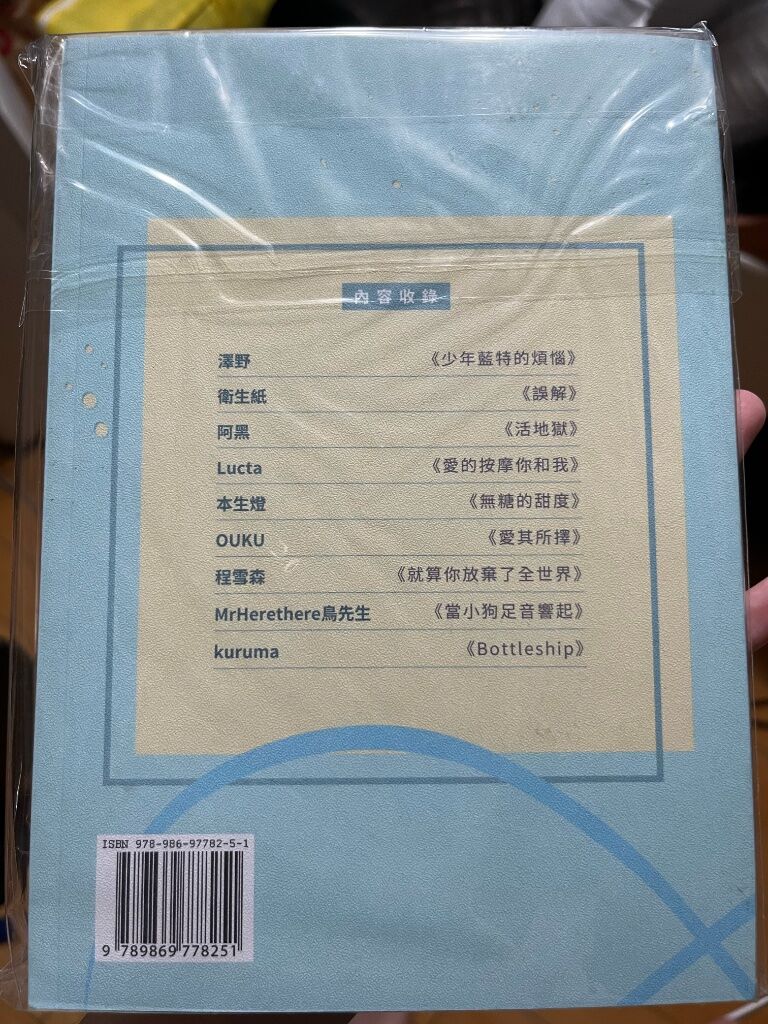 內容收錄
澤野 《少年藍特的煩惱》
衛生紙 《誤解》
阿黑 《活地獄》
Lucta 《愛的按摩你和我》
本生燈 《無糖的甜度》
OUKU 《愛其所擇》
程雪森 《就算你放棄了全世界》
MrHerethere鳥先生 《當小狗足音響起》
kuruma 《Bottleship》
ISBN 978-986-97782-5-1
9 789869 778251